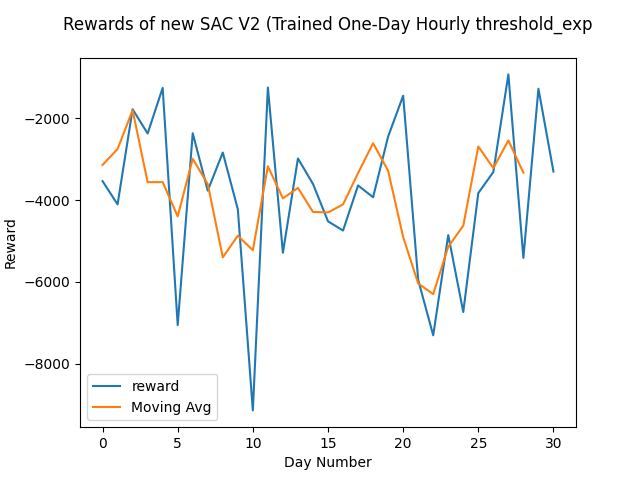 Rewards of new SAC V2 (Trained One-Day Hourly threshold_exp
−2000
−4000
−6000
−8000
Reward
reward
Moving Avg
0 5 10 15 20 25 30
Day Number